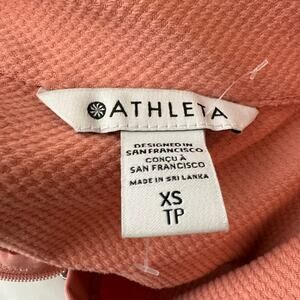 ATHLETA
DESIGNED IN
SAN FRANCISCO
CONÇU À
SAN FRANCISCO
MADE IN SRI LANKA
XS
TP